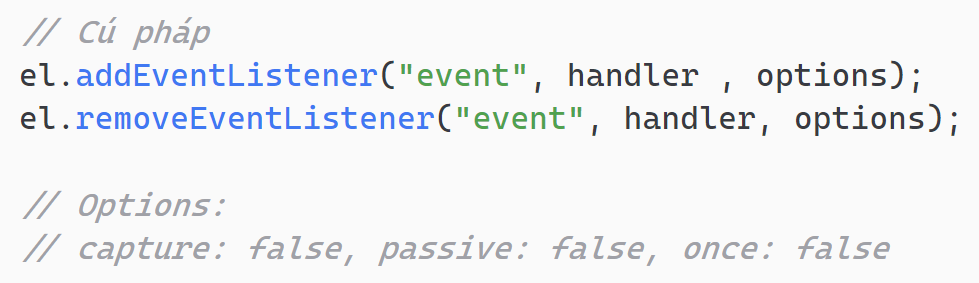 // Cú pháp
el.addEventListener("event", handler , options);
el.removeEventListener("event", handler, options);
// Options:
// capture: false, passive: false, once: false